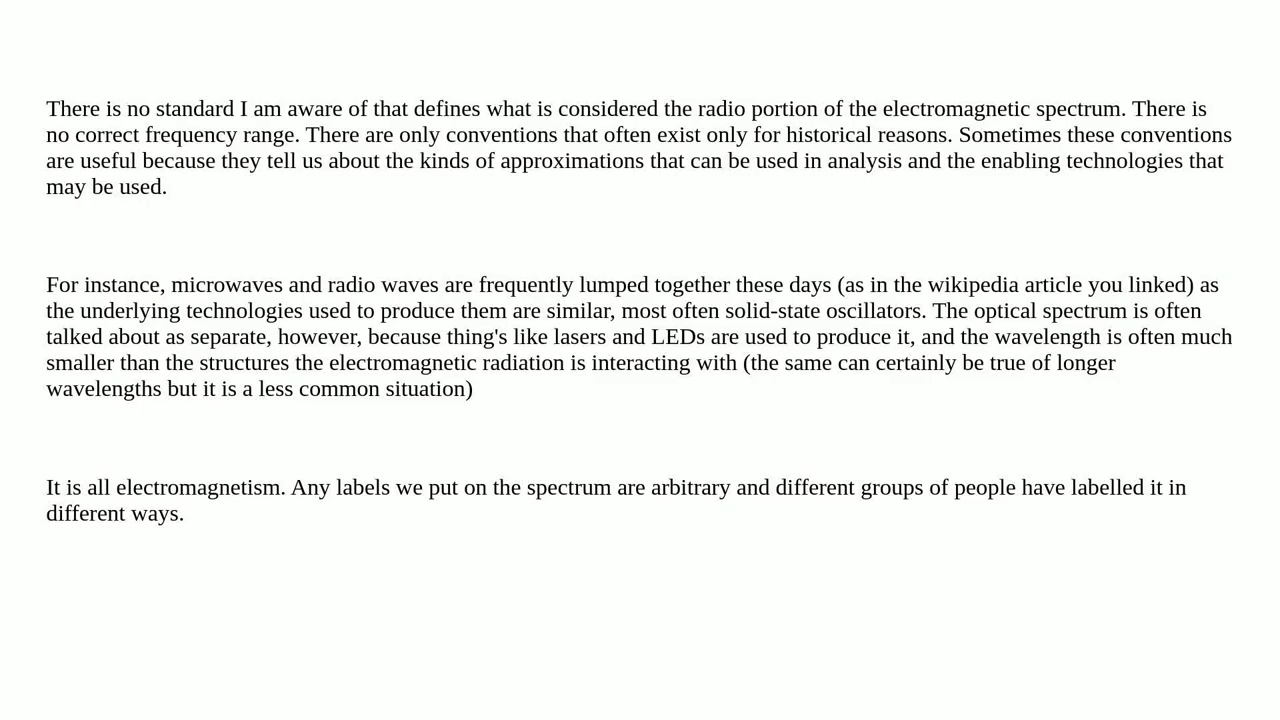 There is no standard I am aware of that defines what is considered the radio portion of the electromagnetic spectrum. There is
no correct frequency range. There are only conventions that often exist only for historical reasons. Sometimes these conventions
are useful because they tell us about the kinds of approximations that can be used in analysis and the enabling technologies that
may be used.
For instance, microwaves and radio waves are frequently lumped together these days (as in the wikipedia article you linked) as
the underlying technologies used to produce them are similar, most often solid-state oscillators. The optical spectrum is often
talked about as separate, however, because thing's like lasers and LEDs are used to produce it, and the wavelength is often much
smaller than the structures the electromagnetic radiation is interacting with (the same can certainly be true of longer
wavelengths but it is a less common situation)
It is all electromagnetism. Any labels we put on the spectrum are arbitrary and different groups of people have labelled it in
different ways.